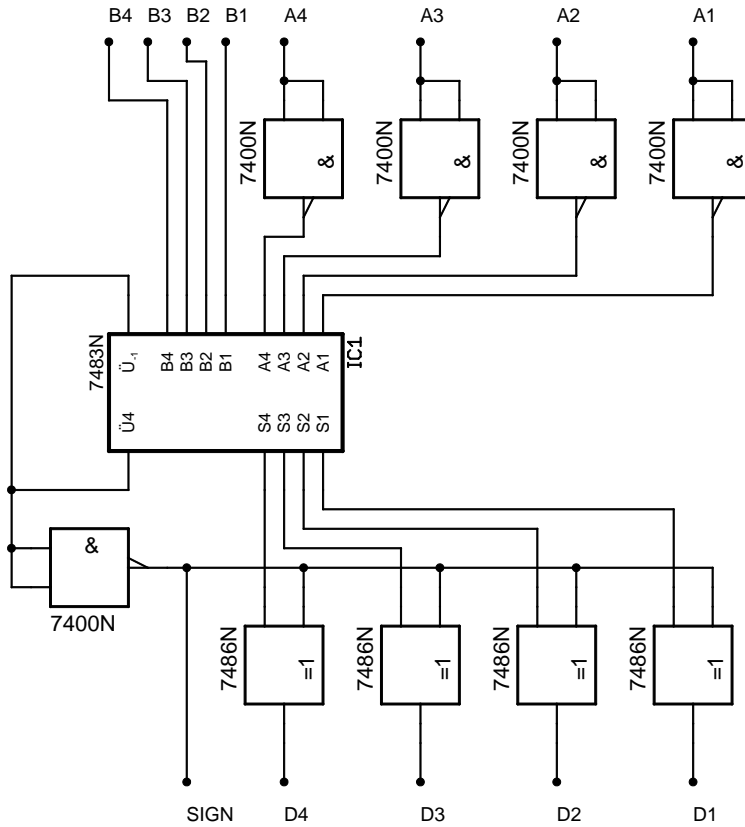 B4 B3 B2 B1 A4 A3 A2 A1
7400N & 7400N & 7400N & 7400N &
7483N Ü-1 B4 B3 B2 B1 A4 A3 A2 A1 IC1
Ü4 S4 S3 S2 S1
&
7400N
7486N =1 7486N =1 7486N =1 7486N =1
SIGN D4 D3 D2 D1